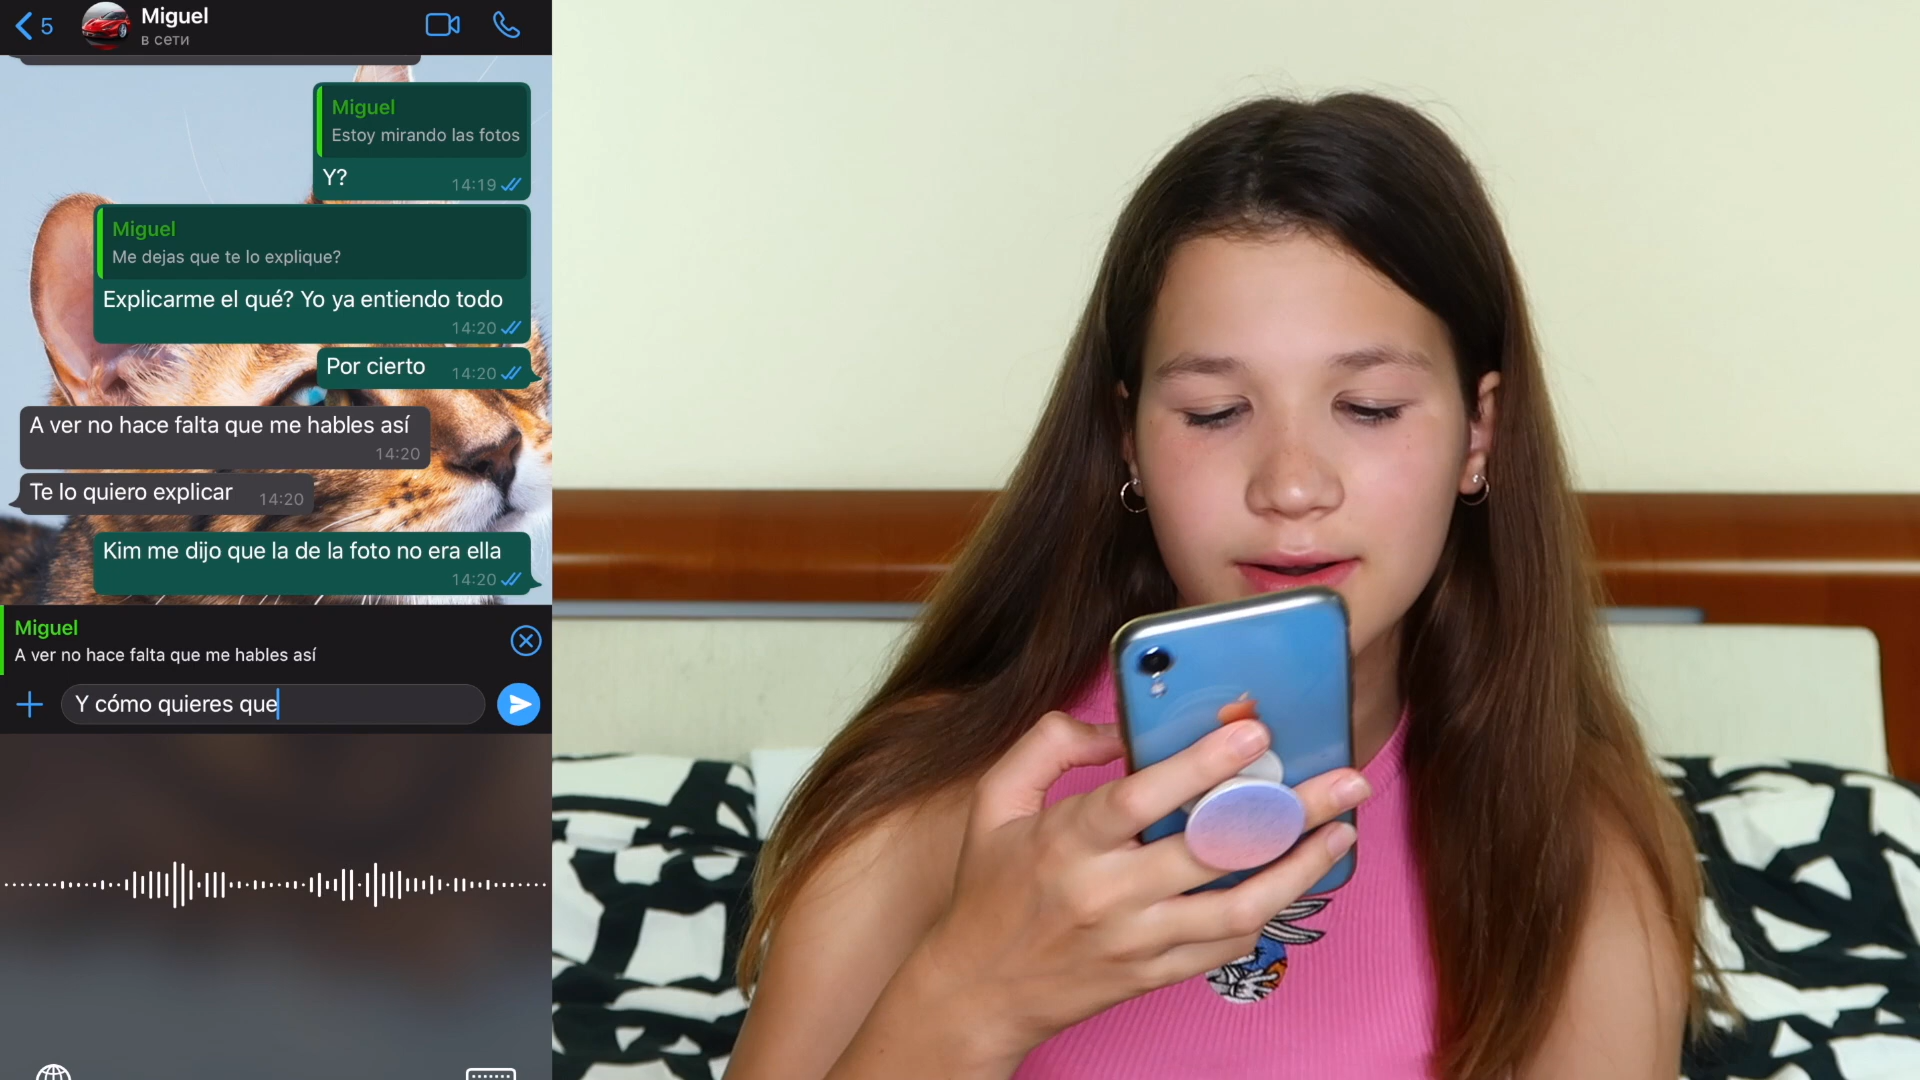 5
Miguel
в сети
Miguel
Estoy mirando las fotos
Y?
14:19
Miguel
Me dejas que te lo explique?
Explicarme el qué? Yo ya entiendo todo
14:20
Por cierto
14:20
A ver no hace falta que me hables así
14:20
Te lo quiero explicar
14:20
Kim me dijo que la de la foto no era ella
14:20
Miguel
A ver no hace falta que me hables así
Y cómo quieres que